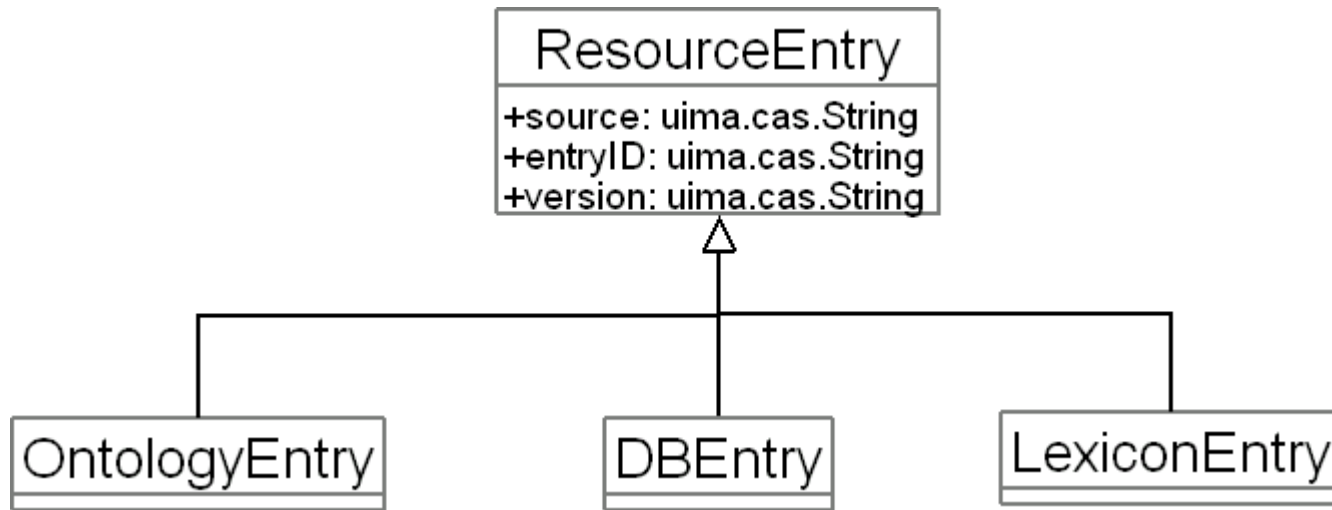 ResourceEntry
+source: uima.cas.String
+entryID: uima.cas.String
+version: uima.cas.String
OntologyEntry
DBEntry
LexiconEntry